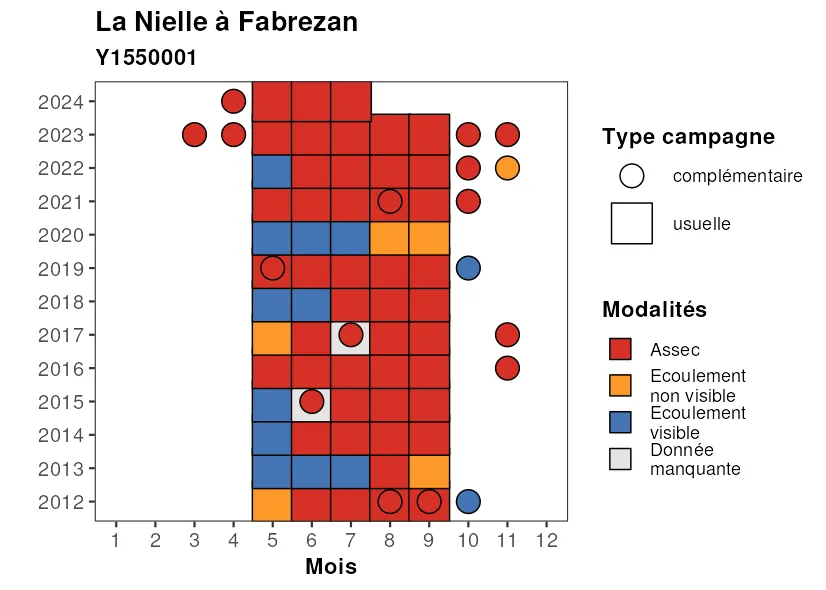 La Nielle à Fabrezan
Y1550001
2024
2023
2022
2021
2020
2019
2018
2017
2016
2015
2014
2013
2012
1 2 3 4 5 6 7 8 9 10 11 12
Mois
Type campagne
complémentaire
usuelle
Modalités
Assec
Ecoulement
non visible
Ecoulement
visible
Donnée
manquante